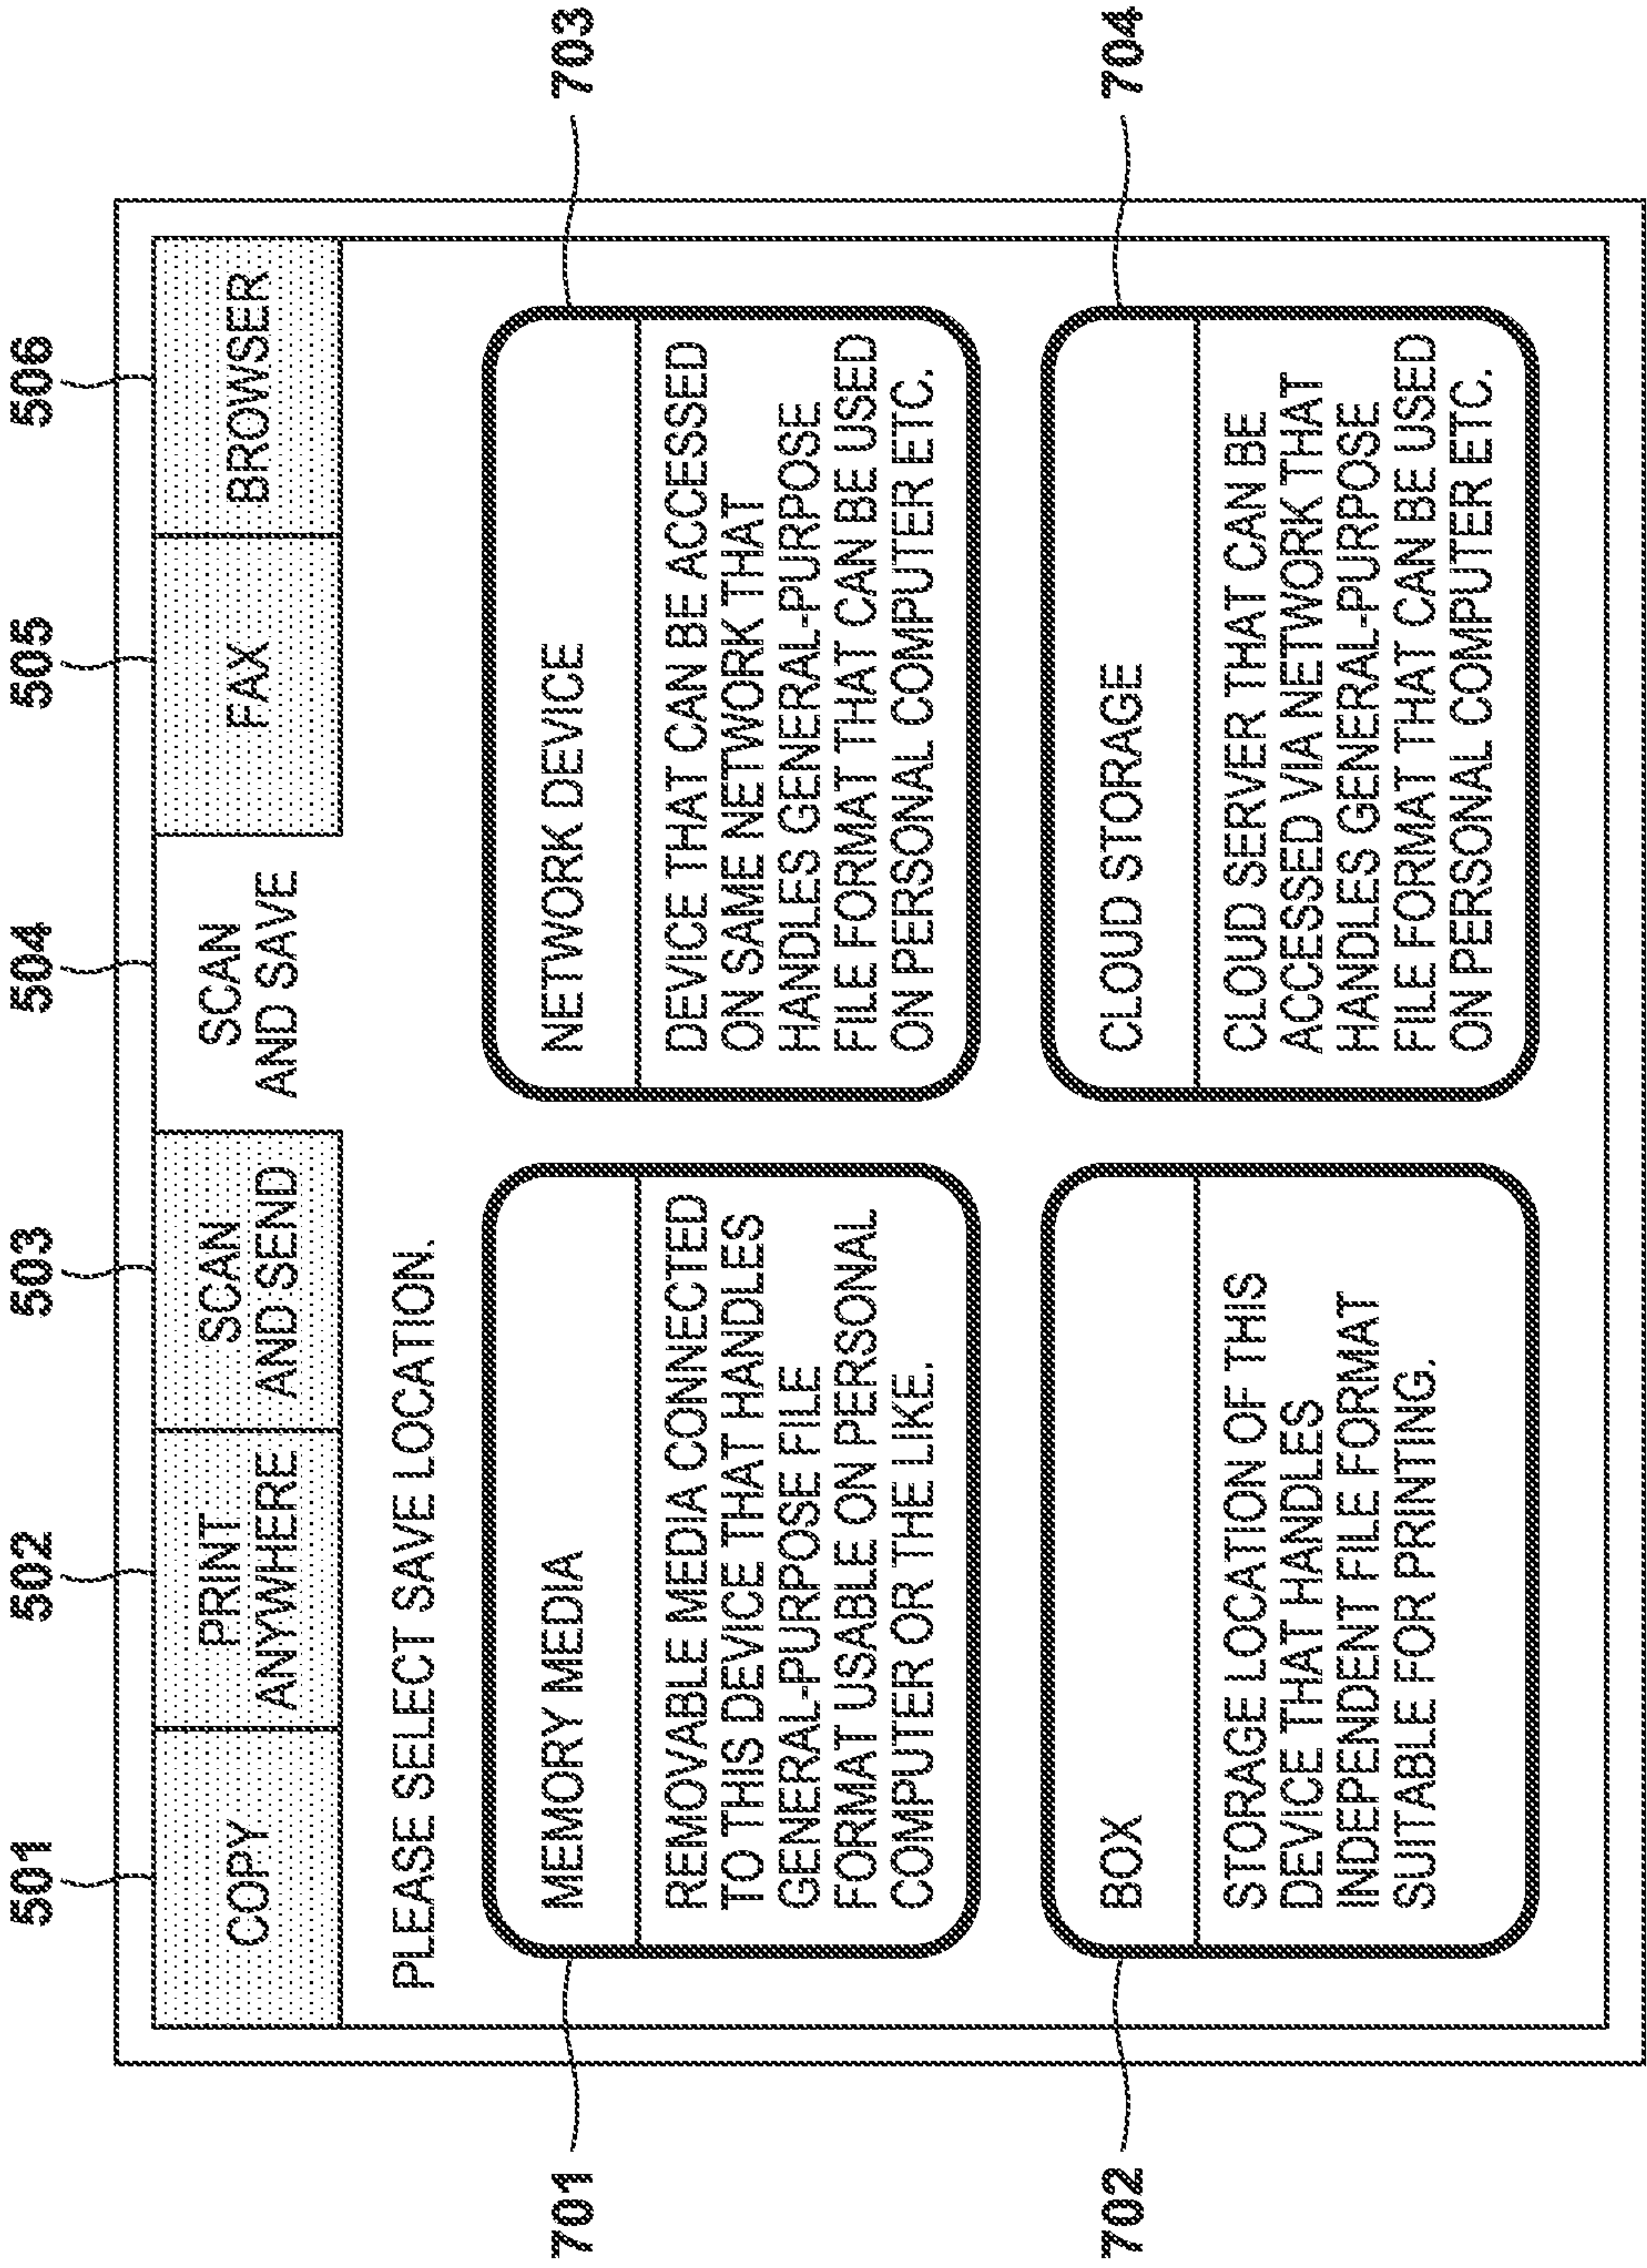 501
502
503
504
505
506
COPY
PRINT
ANYWHERE
SCAN
AND SEND
SCAN
AND SAVE
FAX
BROWSER
PLEASE SELECT SAVE LOCATION.
701
MEMORY MEDIA
REMOVABLE MEDIA CONNECTED
TO THIS DEVICE THAT HANDLES
GENERAL-PURPOSE FILE
FORMAT USABLE ON PERSONAL
COMPUTER OR THE LIKE.
703
NETWORK DEVICE
DEVICE THAT CAN BE ACCESSED
ON SAME NETWORK THAT
HANDLES GENERAL-PURPOSE
FILE FORMAT THAT CAN BE USED
ON PERSONAL COMPUTER ETC.
702
BOX
STORAGE LOCATION OF THIS
DEVICE THAT HANDLES
INDEPENDENT FILE FORMAT
SUITABLE FOR PRINTING.
704
CLOUD STORAGE
CLOUD SERVER THAT CAN BE
ACCESSED VIA NETWORK THAT
HANDLES GENERAL-PURPOSE
FILE FORMAT THAT CAN BE USED
ON PERSONAL COMPUTER ETC.